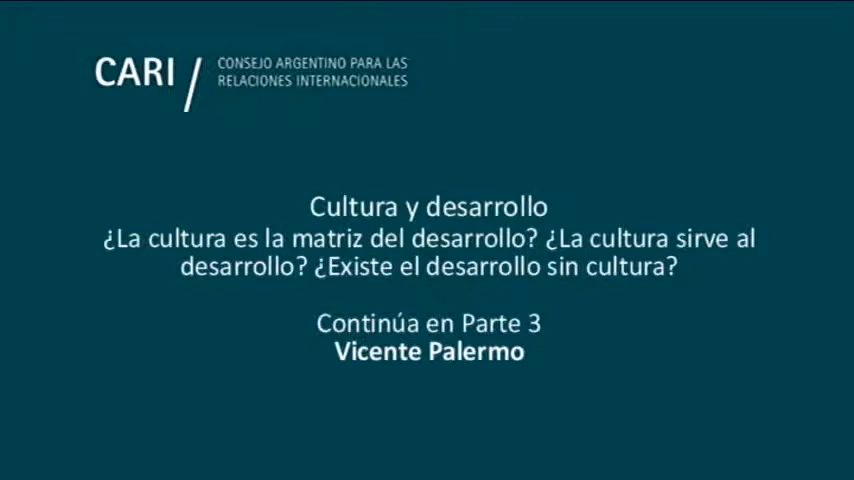 CARI /
CONSEJO ARGENTINO PARA LAS
RELACIONES INTERNACIONALES
Cultura y desarrollo
¿La cultura es la matriz del desarrollo? ¿La cultura sirve al
desarrollo? ¿Existe el desarrollo sin cultura?
Continúa en Parte 3
Vicente Palermo